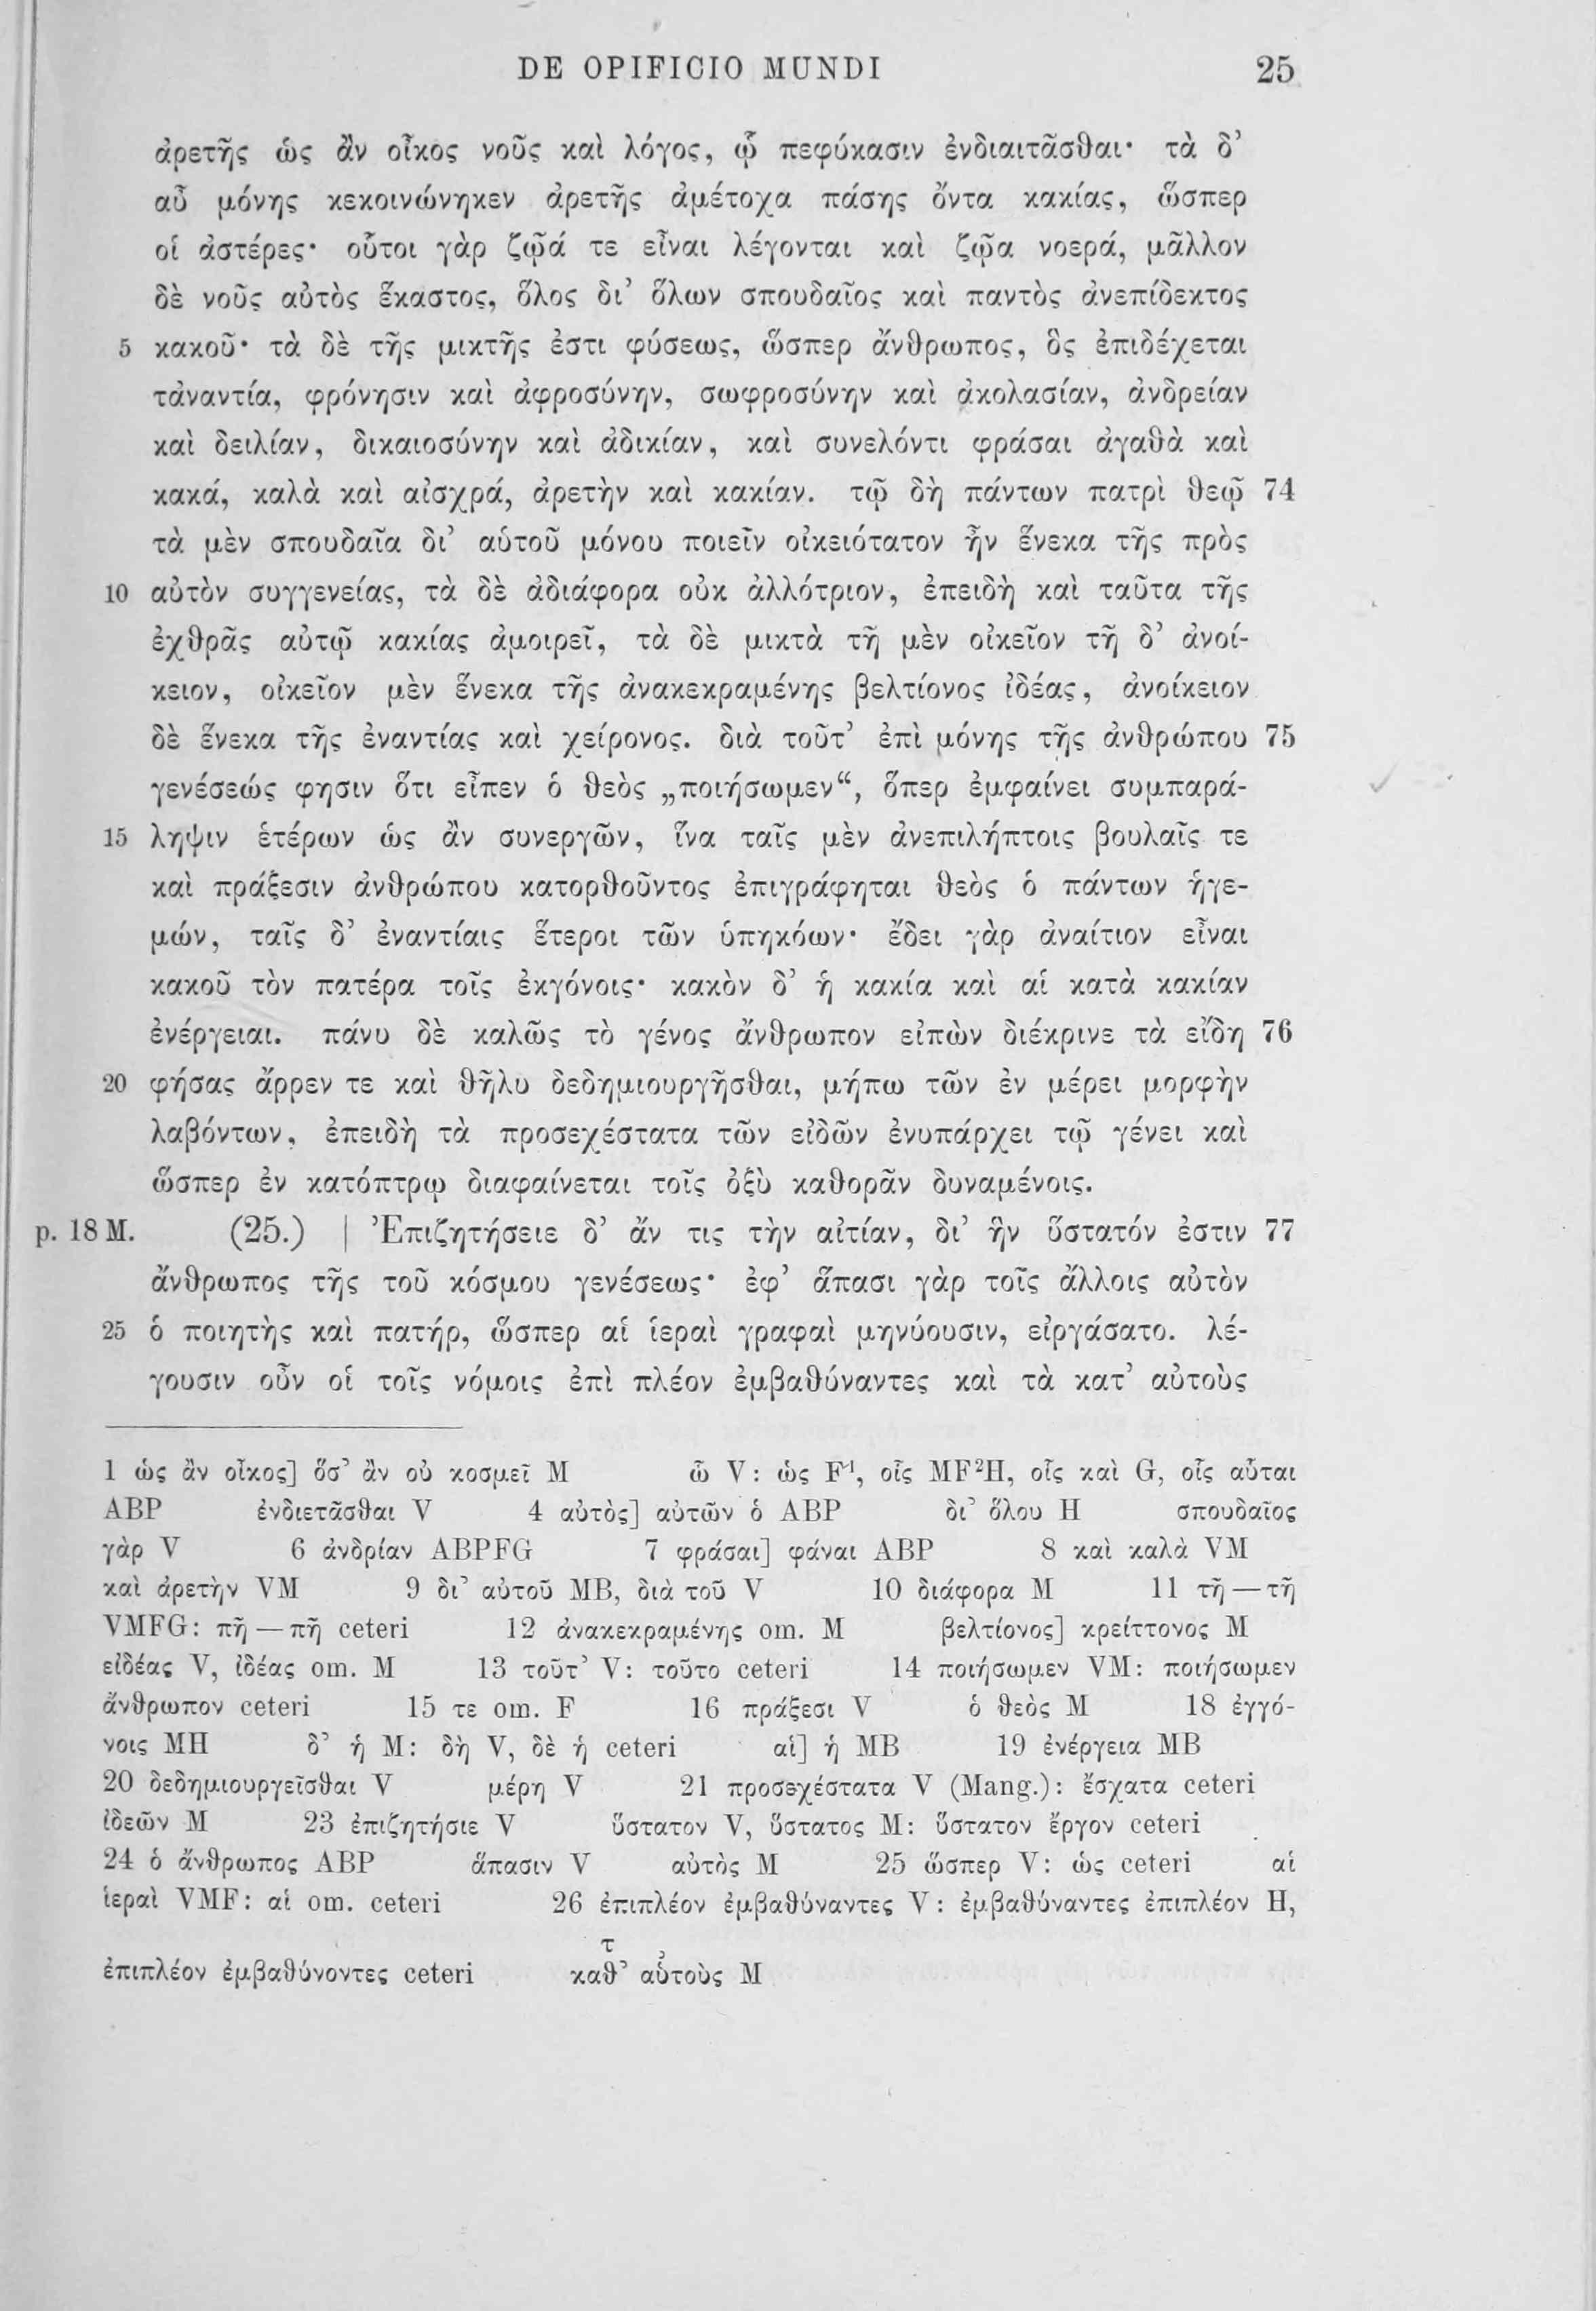 DE OPIFICIO MUNDI 25
ἀρετῆς ὡς ἂν οἶκος νοῦς καὶ λόγος, ᾧ πεφύκασιν ἐνδιαιτᾶσθαι· τὰ δ’
αὖ μόνης κεκοινώνηκεν ἀρετῆς ἀμέτοχα πάσης ὄντα κακίας, ὥσπερ
οἱ ἀστέρες· οὗτοι γὰρ ζῷά τε εἶναι λέγονται καὶ ζῷα νοερά, μᾶλλον
δὲ νοῦς αὐτὸς ἕκαστος, ὅλος δι’ ὅλων σπουδαῖος καὶ παντὸς ἀνεπίδεκτος
5 κακοῦ· τὰ δὲ τῆς μικτῆς ἐστι φύσεως, ὥσπερ ἄνθρωπος, ὃς ἐπιδέχεται
τἀναντία, φρόνησιν καὶ ἀφροσύνην, σωφροσύνην καὶ ἀκολασίαν, ἀνδρείαν
καὶ δειλίαν, δικαιοσύνην καὶ ἀδικίαν, καὶ συνελόντι φράσαι ἀγαθὰ καὶ
κακά, καλὰ καὶ αἰσχρά, ἀρετὴν καὶ κακίαν. τῷ δὴ πάντων πατρὶ θεῷ 74
τὰ μὲν σπουδαῖα δι’ αὑτοῦ μόνου ποιεῖν οἰκειότατον ἦν ἕνεκα τῆς πρὸς
10 αὐτὸν συγγενείας, τὰ δὲ ἀδιάφορα οὐκ ἀλλότριον, ἐπειδὴ καὶ ταῦτα τῆς
ἐχθρᾶς αὐτῷ κακίας ἀμοιρεῖ, τὰ δὲ μικτὰ τῇ μὲν οἰκεῖον τῇ δ’ ἀνοί-
κειον, οἰκεῖον μὲν ἕνεκα τῆς ἀνακεκραμένης βελτίονος ἰδέας, ἀνοίκειον
δὲ ἕνεκα τῆς ἐναντίας καὶ χείρονος. διὰ τοῦτ’ ἐπὶ μόνης τῆς ἀνθρώπου 75
γενέσεώς φησιν ὅτι εἶπεν ὁ θεὸς „ποιήσωμεν“, ὅπερ ἐμφαίνει συμπαρά-
15 ληψιν ἑτέρων ὡς ἂν συνεργῶν, ἵνα ταῖς μὲν ἀνεπιλήπτοις βουλαῖς τε
καὶ πράξεσιν ἀνθρώπου κατορθοῦντος ἐπιγράφηται θεὸς ὁ πάντων ἡγε-
μών, ταῖς δ’ ἐναντίαις ἕτεροι τῶν ὑπηκόων· ἔδει γὰρ ἀναίτιον εἶναι
κακοῦ τὸν πατέρα τοῖς ἐκγόνοις· κακὸν δ’ ἡ κακία καὶ αἱ κατὰ κακίαν
ἐνέργειαι. πάνυ δὲ καλῶς τὸ γένος ἄνθρωπον εἰπὼν διέκρινε τὰ εἴδη 76
20 φήσας ἄρρεν τε καὶ θῆλυ δεδημιουργῆσθαι, μήπω τῶν ἐν μέρει μορφὴν
λαβόντων, ἐπειδὴ τὰ προσεχέστατα τῶν εἰδῶν ἐνυπάρχει τῷ γένει καὶ
ὥσπερ ἐν κατόπτρῳ διαφαίνεται τοῖς ὀξὺ καθορᾶν δυναμένοις.
p. 18 M. (25.) | Ἐπιζητήσειε δ’ ἄν τις τὴν αἰτίαν, δι’ ἣν ὕστατόν ἐστιν 77
ἄνθρωπος τῆς τοῦ κόσμου γενέσεως· ἐφ’ ἅπασι γὰρ τοῖς ἄλλοις αὐτὸν
25 ὁ ποιητὴς καὶ πατήρ, ὥσπερ αἱ ἱεραὶ γραφαὶ μηνύουσιν, εἰργάσατο. λέ-
γουσιν οὖν οἱ τοῖς νόμοις ἐπὶ πλέον ἐμβαθύναντες καὶ τὰ κατ’ αὐτοὺς
1 ὡς ἂν οἶκος] ὅσ’ ἂν οὐ κοσμεῖ M ὧ V: ὡς F¹, οἷς MF²H, οἷς καὶ G, οἷς αὗται
ABP ἐνδιετᾶσθαι V 4 αὐτὸς] αὐτῶν ὁ ABP δι’ ὅλου H σπουδαῖος
γὰρ V 6 ἀνδρίαν ABPFG 7 φράσαι] φάναι ABP 8 καὶ καλὰ VM
καὶ ἀρετὴν VM 9 δι’ αὐτοῦ MB, διὰ τοῦ V 10 διάφορα M 11 τῆ — τῆ
VMFG: πῆ — πῆ ceteri 12 ἀνακεκραμένης om. M βελτίονος] κρείττονος M
εἰδέας V, ἰδέας om. M 13 τοῦτ’ V: τοῦτο ceteri 14 ποιήσωμεν VM: ποιήσωμεν
ἄνθρωπον ceteri 15 τε om. F 16 πράξεσι V ὁ θεὸς M 18 ἐγγό-
νοις MH δ’ ἡ M: δὴ V, δὲ ἡ ceteri αἱ] ἡ MB 19 ἐνέργεια MB
20 δεδημιουργεῖσθαι V μέρη V 21 προσεχέστατα V (Mang.): ἔσχατα ceteri
ἰδεῶν M 23 ἐπιζητήσιε V ὕστατον V, ὕστατος M: ὕστατον ἔργον ceteri
24 ὁ ἄνθρωπος ABP ἅπασιν V αὐτὸς M 25 ὥσπερ V: ὡς ceteri αἱ
ἱεραὶ VMF: αἱ om. ceteri 26 ἐπιπλέον ἐμβαθύναντες V: ἐμβαθύναντες ἐπιπλέον H,
τ
ἐπιπλέον ἐμβαθύνοντες ceteri καθ’ αὑτοὺς M